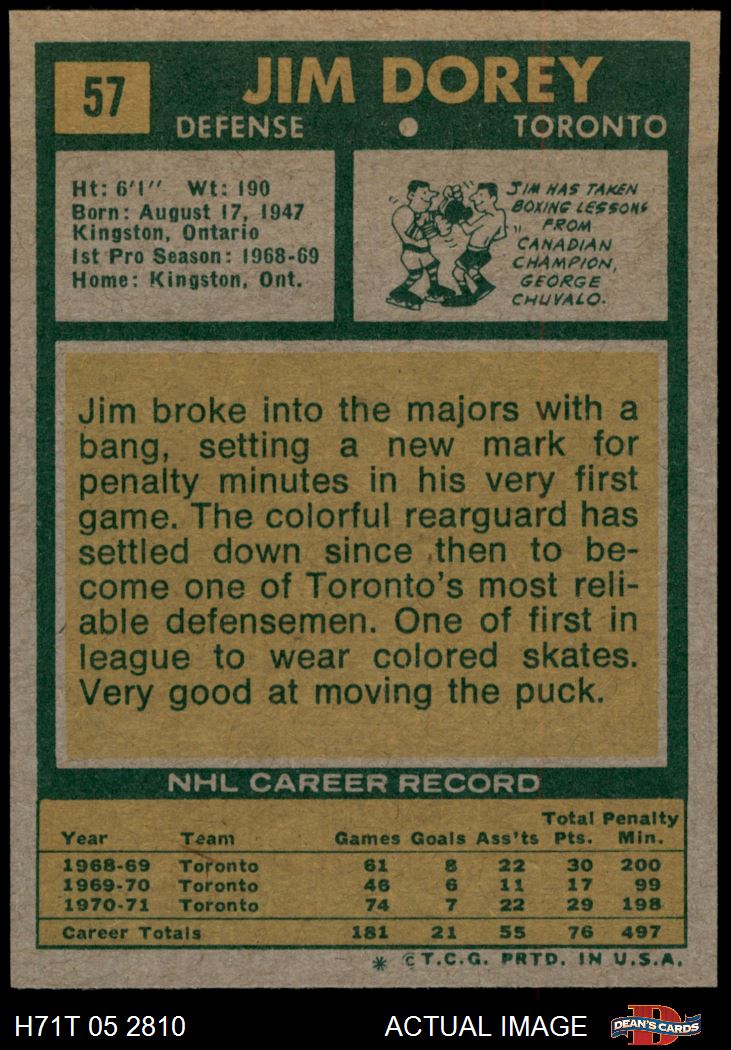 57
JIM DOREY
DEFENSE
TORONTO
Ht: 6'1" Wt: 190
Born: August 17, 1947
Kingston, Ontario
1st Pro Season: 1968-69
Home: Kingston, Ont.
JIM HAS TAKEN
BOXING LESSONS
FROM
CANADIAN
CHAMPION,
GEORGE
CHUVALO.
Jim broke into the majors with a
bang, setting a new mark for
penalty minutes in his very first
game. The colorful rearguard has
settled down since then to be-
come one of Toronto's most reli-
able defensemen. One of first in
league to wear colored skates.
Very good at moving the puck.
NHL CAREER RECORD
Year Team Games Goals Ass'ts Total Pts. Penalty Min.
1968-69 Toronto 61 8 22 30 200
1969-70 Toronto 46 6 11 17 99
1970-71 Toronto 74 7 22 29 198
Career Totals 181 21 55 76 497
* © T.C.G. PRTD. IN U.S.A.
H71T 05 2810 ACTUAL IMAGE
D
DEAN'S CARDS